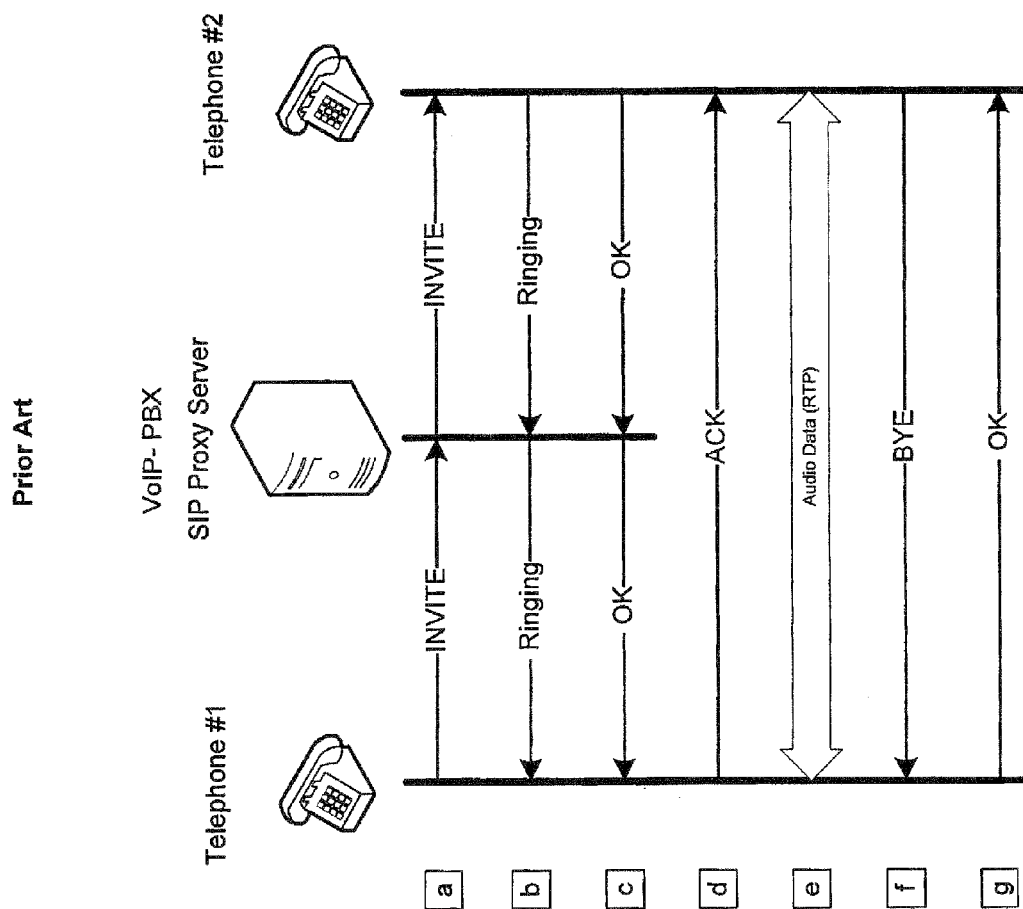 Prior Art
VoIP- PBX
SIP Proxy Server
Telephone #1
Telephone #2
a
INVITE
INVITE
b
Ringing
Ringing
c
OK
OK
d
ACK
e
Audio Data (RTP)
f
BYE
g
OK